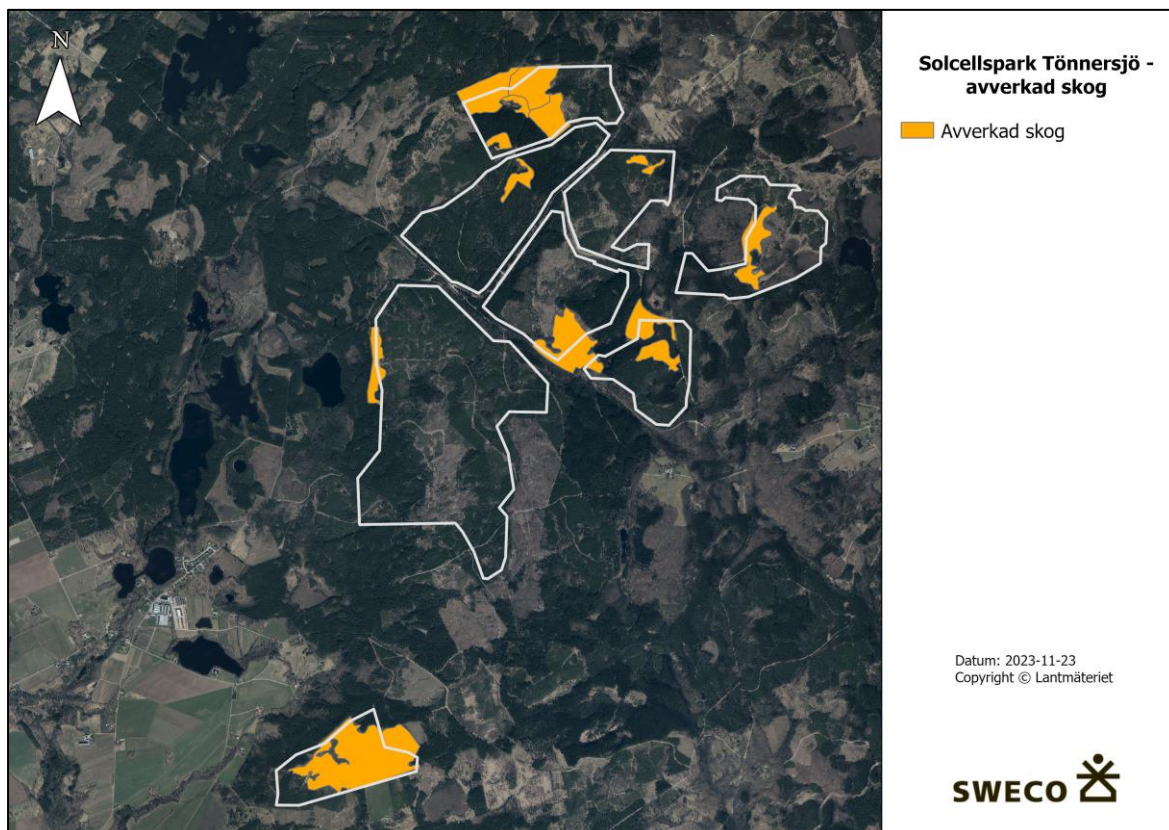 N
Solcellspark Tönnersjö -
avverkad skog
Avverkad skog
Datum: 2023-11-23
Copyright © Lantmäteriet
SWECO